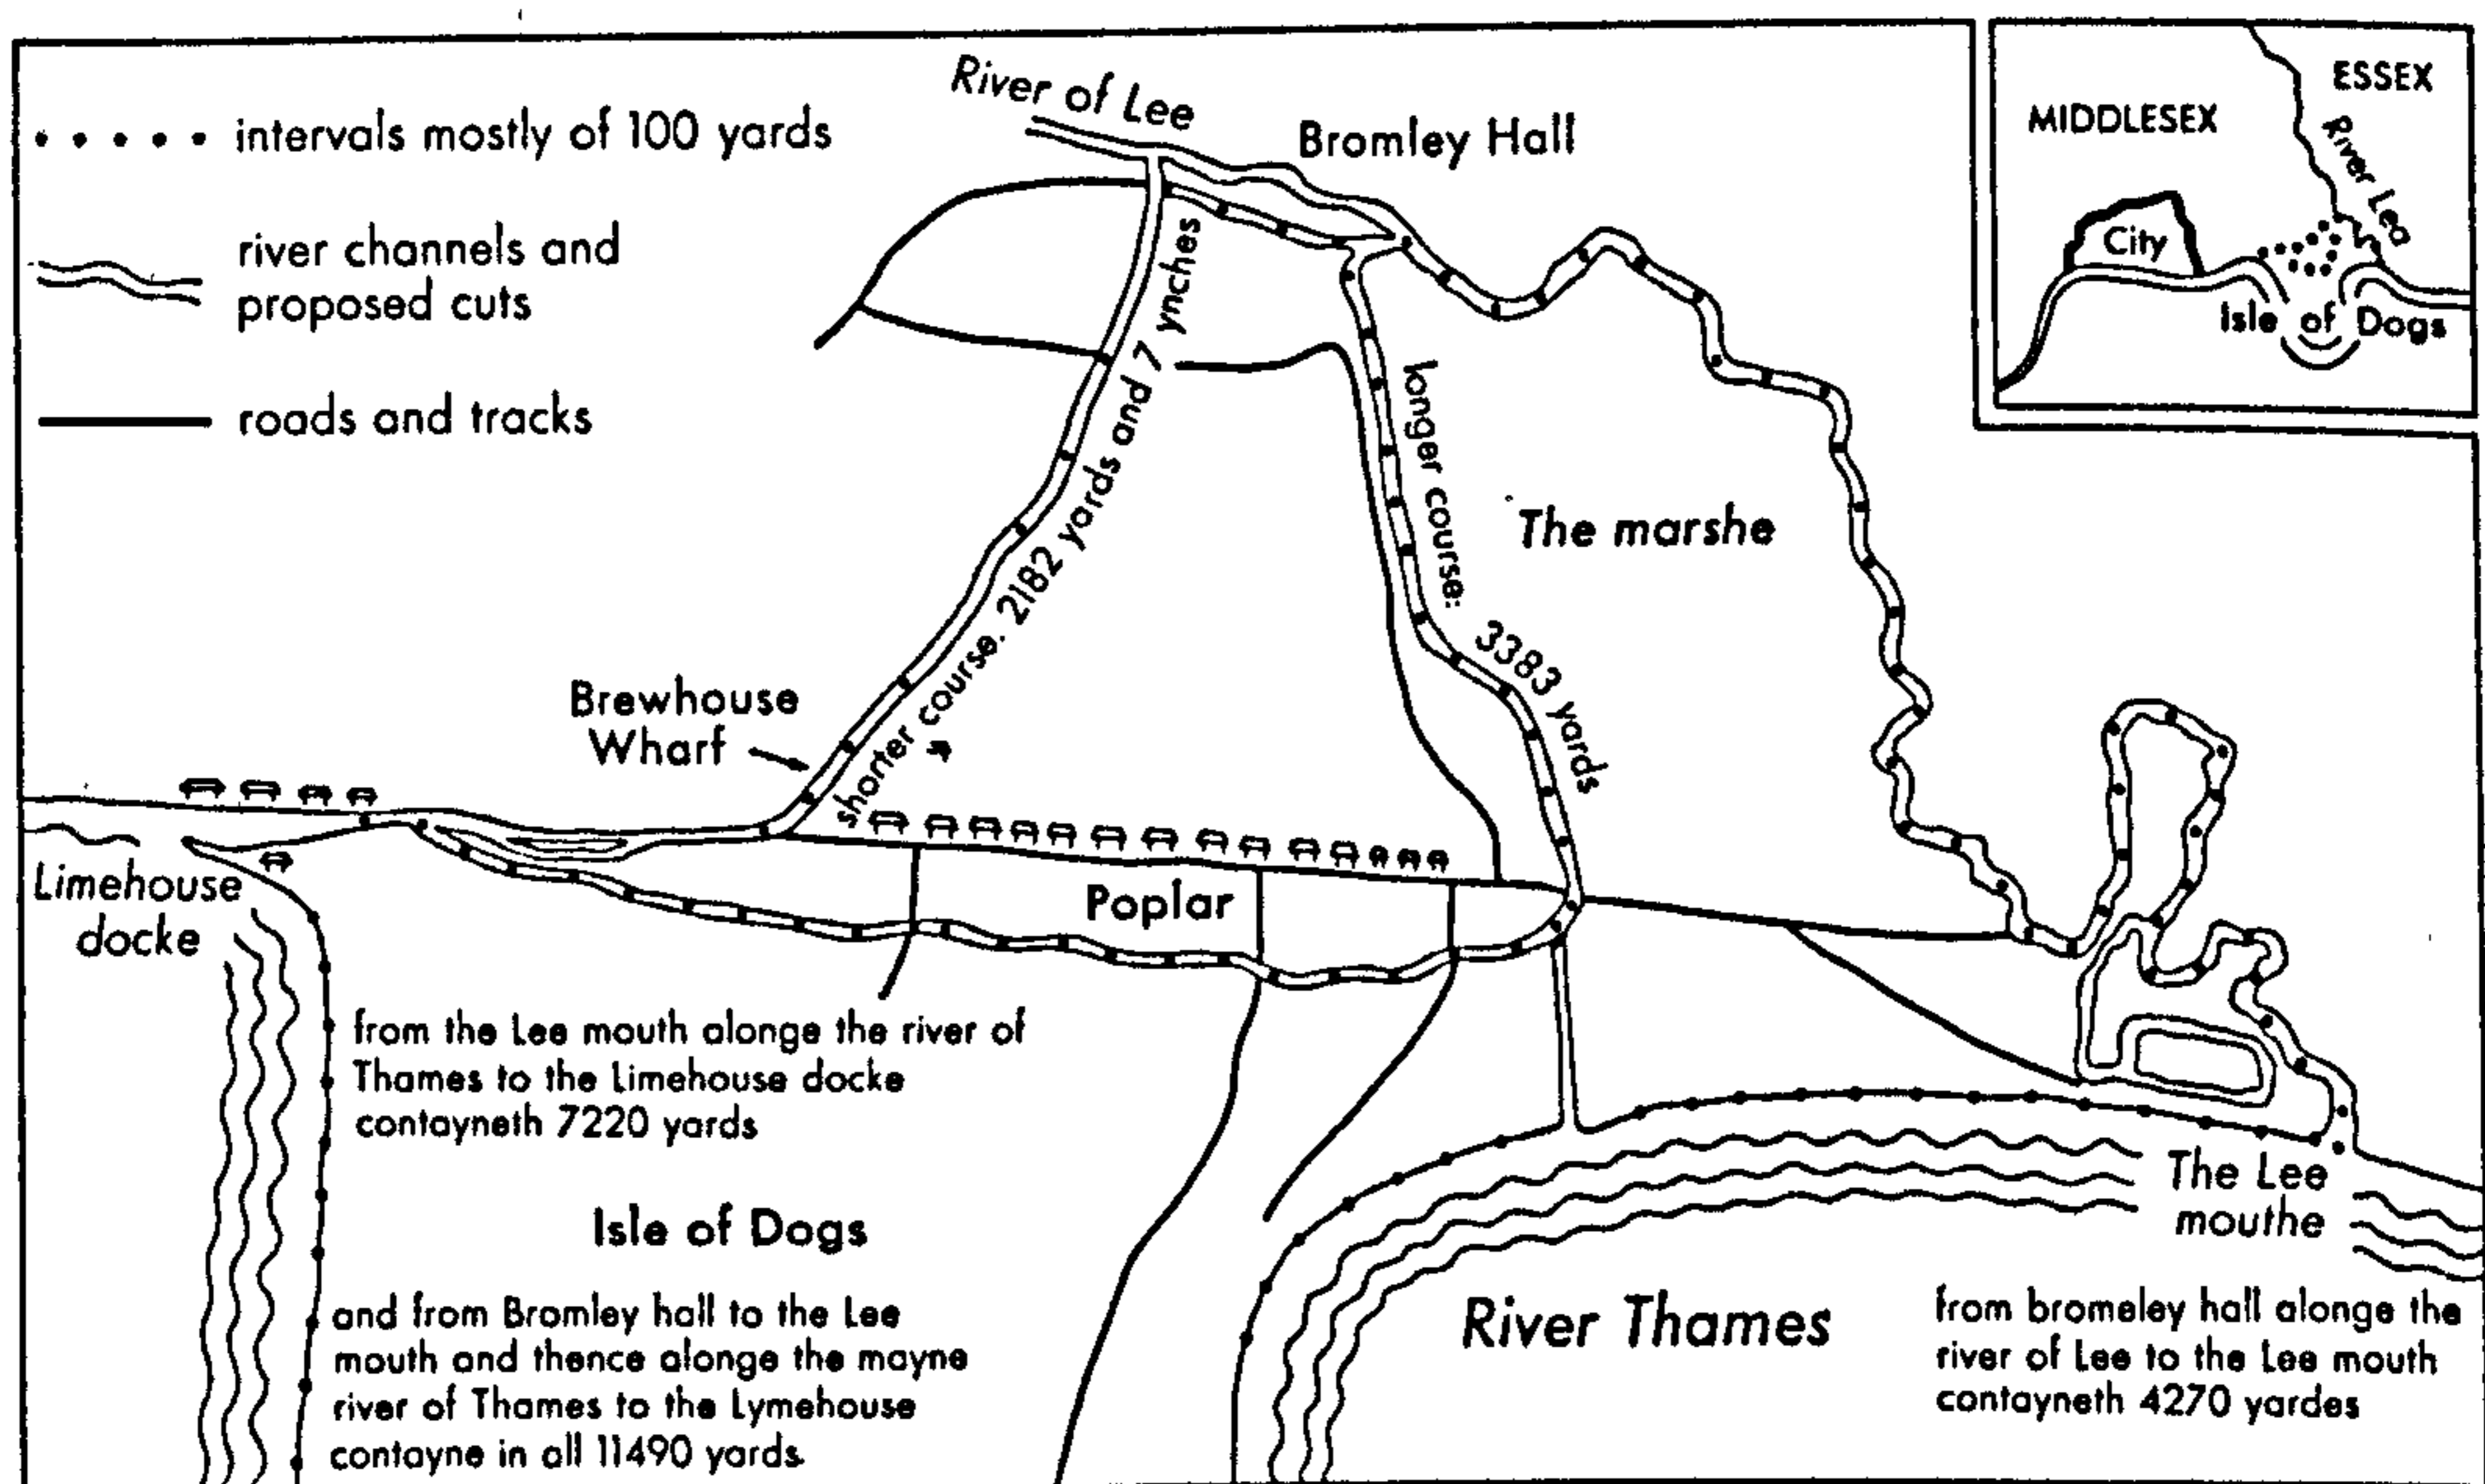 intervals mostly of 100 yards
river channels and
proposed cuts
roads and tracks
River of Lee
Bromley Hall
MIDDLESEX
ESSEX
River Lea
City
Isle of Dogs
shorter course. 2182 yards and 7 ynches
longer course: 3383 yards
The marshe
Brewhouse
Wharf
Limehouse
docke
Poplar
from the Lee mouth alonge the river of
Thames to the Limehouse docke
contayneth 7220 yards
Isle of Dogs
and from Bromley hall to the Lee
mouth and thence alonge the mayne
river of Thames to the Lymehouse
contayne in all 11490 yards.
The Lee
mouthe
River Thames
from bromeley hall alonge the
river of Lee to the Lee mouth
contayneth 4270 yardes